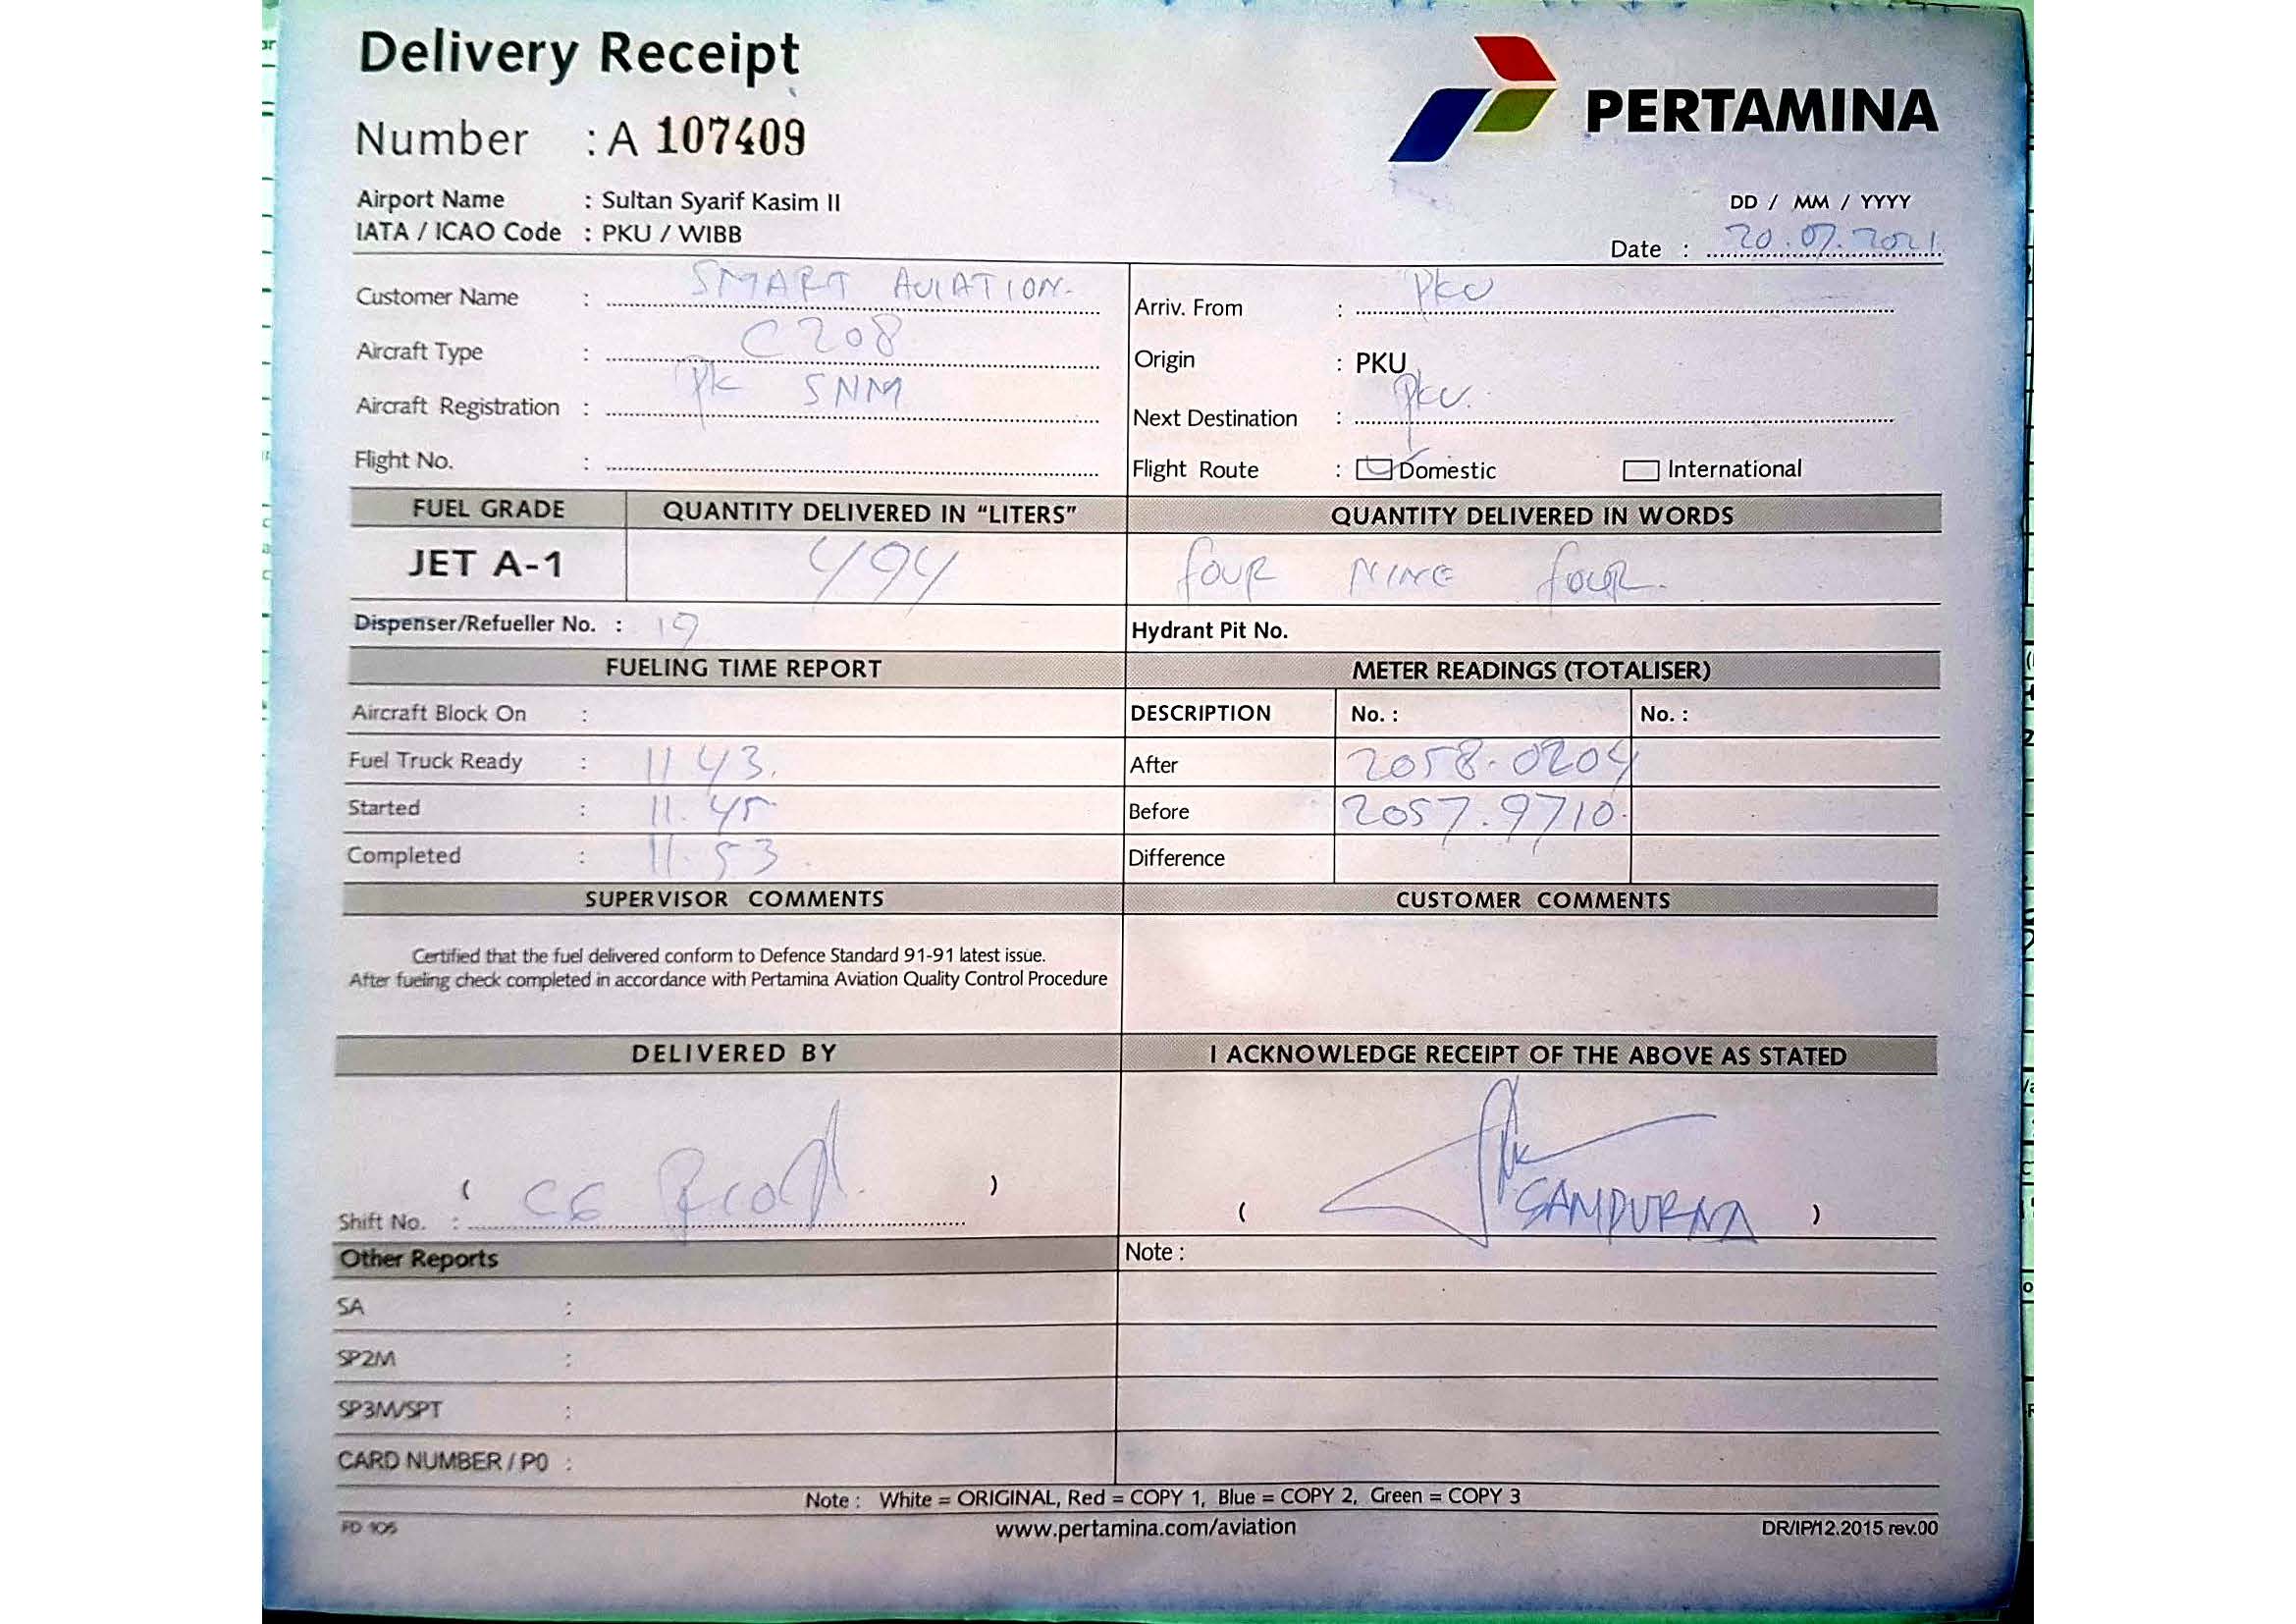 Delivery Receipt
Number : A 107409
PERTAMINA
Airport Name : Sultan Syarif Kasim II
IATA / ICAO Code : PKU / WIBB
DD / MM / YYYY
Date : 20.07.2021.
Customer Name : SMART AVIATION.
Aircraft Type : C208
Aircraft Registration : PK SNM
Flight No. :
Arriv. From : PKU
Origin : PKU
Next Destination : PKU.
Flight Route : Domestic International
FUEL GRADE QUANTITY DELIVERED IN “LITERS” QUANTITY DELIVERED IN WORDS
JET A-1 494 four NINE four.
Dispenser/Refueller No. : 19 Hydrant Pit No.
FUELING TIME REPORT METER READINGS (TOTALISER)
Aircraft Block On : DESCRIPTION No. : No. :
Fuel Truck Ready : 11 43. After 2058.0204
Started : 11.45 Before 2057.9710.
Completed : 11.53. Difference
SUPERVISOR COMMENTS CUSTOMER COMMENTS
Certified that the fuel delivered conform to Defence Standard 91-91 latest issue.
After fueling check completed in accordance with Pertamina Aviation Quality Control Procedure
DELIVERED BY I ACKNOWLEDGE RECEIPT OF THE ABOVE AS STATED
( ) ( SAMPURNA )
Shift No. :
Other Reports Note :
SA :
SP2M :
SP3M/SPT :
CARD NUMBER / PO :
Note : White = ORIGINAL, Red = COPY 1, Blue = COPY 2, Green = COPY 3
FD 106 www.pertamina.com/aviation DR/IP/12.2015 rev.00